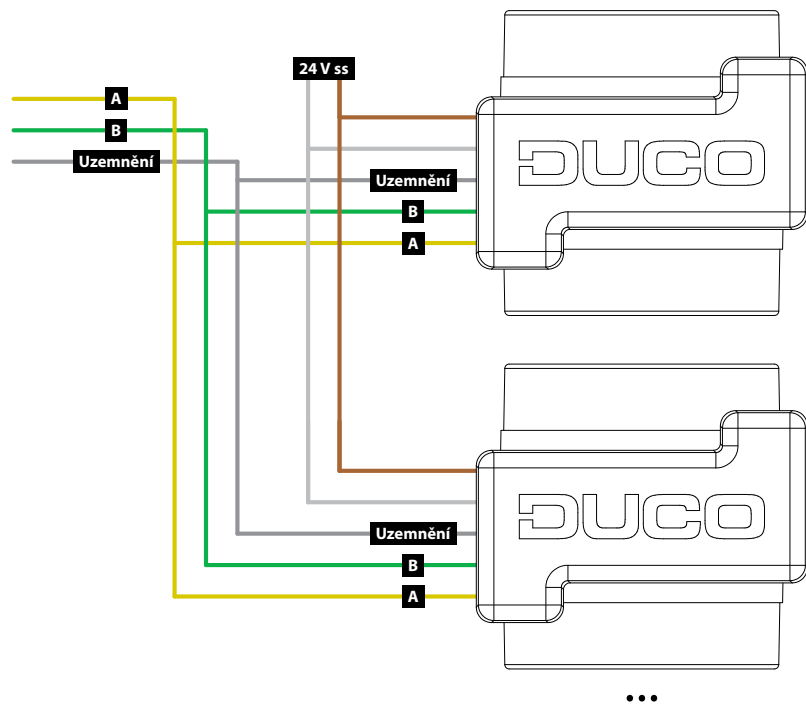 24 V ss
A
B
Uzemnění
Uzemnění
B
A
DUCO
Uzemnění
B
A
DUCO
...